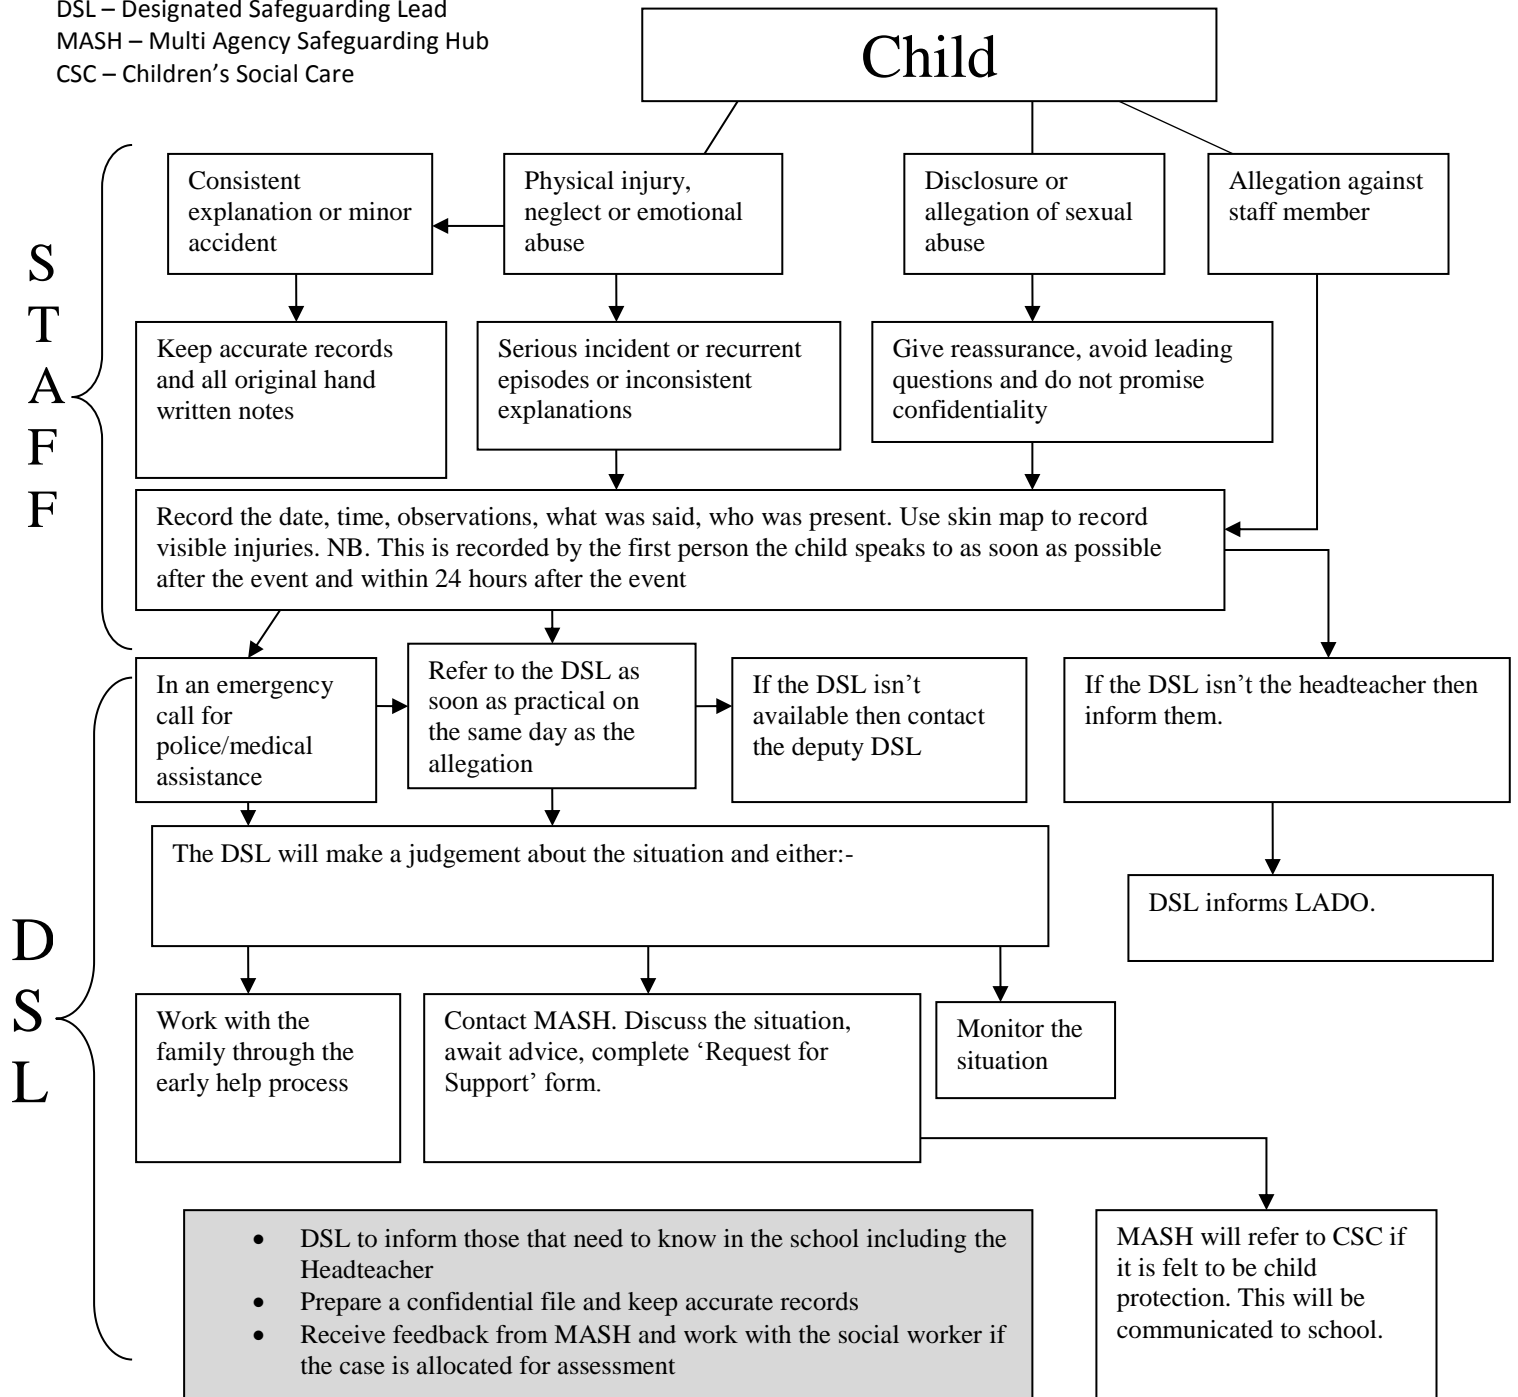 DSL – Designated Safeguarding Lead
MASH – Multi Agency Safeguarding Hub
CSC – Children's Social Care
Child
S
T
A
F
F
Consistent
explanation or minor
accident
Physical injury,
neglect or emotional
abuse
Disclosure or
allegation of sexual
abuse
Allegation against
staff member
Keep accurate records
and all original hand
written notes
Serious incident or recurrent
episodes or inconsistent
explanations
Give reassurance, avoid leading
questions and do not promise
confidentiality
Record the date, time, observations, what was said, who was present. Use skin map to record
visible injuries. NB. This is recorded by the first person the child speaks to as soon as possible
after the event and within 24 hours after the event
D
S
L
In an emergency
call for
police/medical
assistance
Refer to the DSL as
soon as practical on
the same day as the
allegation
If the DSL isn't
available then contact
the deputy DSL
If the DSL isn't the headteacher then
inform them.
The DSL will make a judgement about the situation and either:-
DSL informs LADO.
Work with the
family through the
early help process
Contact MASH. Discuss the situation,
await advice, complete ‘Request for
Support’ form.
Monitor the
situation
• DSL to inform those that need to know in the school including the
Headteacher
• Prepare a confidential file and keep accurate records
• Receive feedback from MASH and work with the social worker if
the case is allocated for assessment
MASH will refer to CSC if
it is felt to be child
protection. This will be
communicated to school.